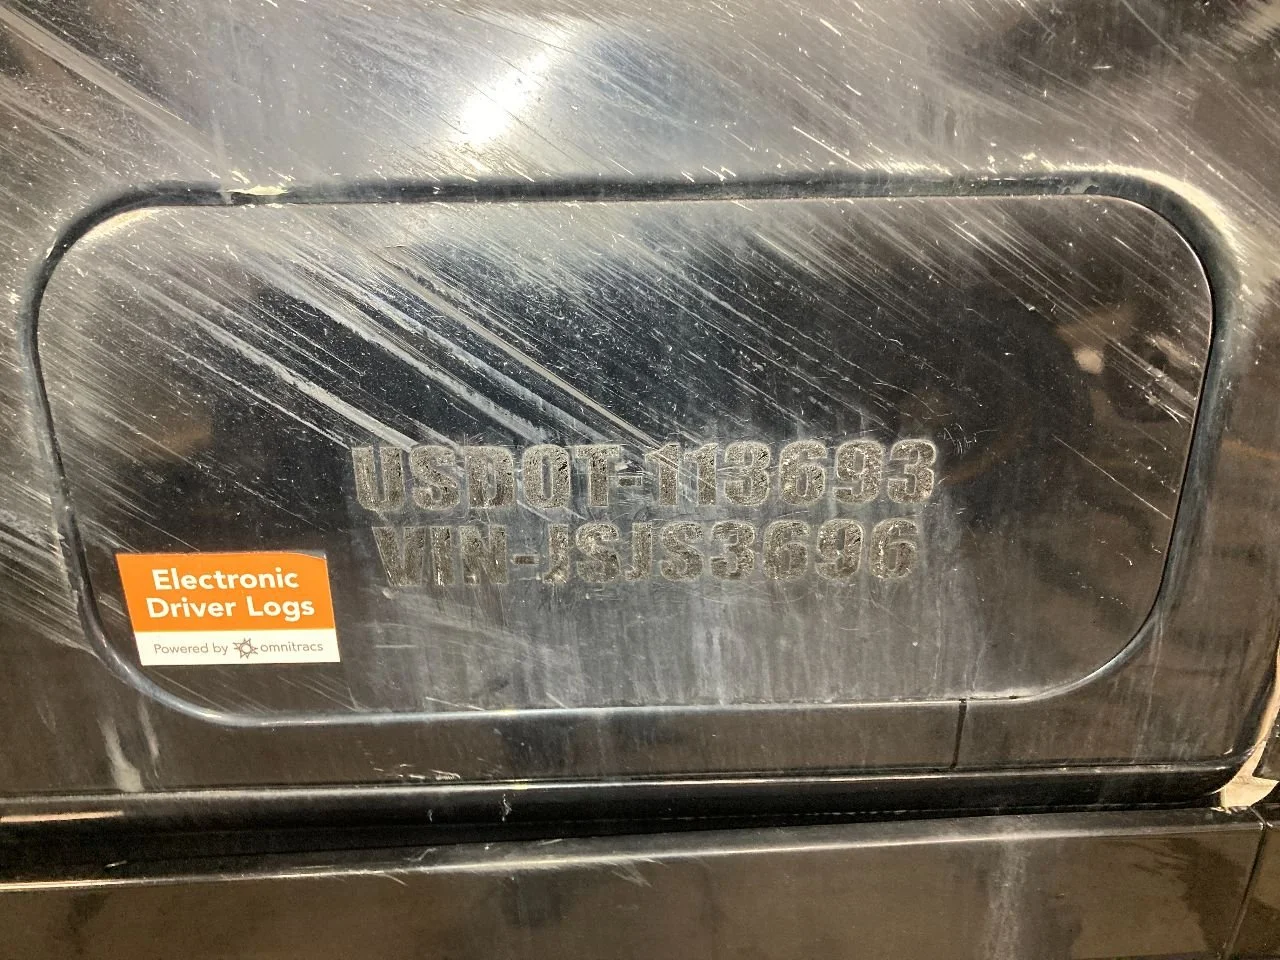 USDOT-113693
VIN-JSJS3696
Electronic
Driver Logs
Powered by omnitracs